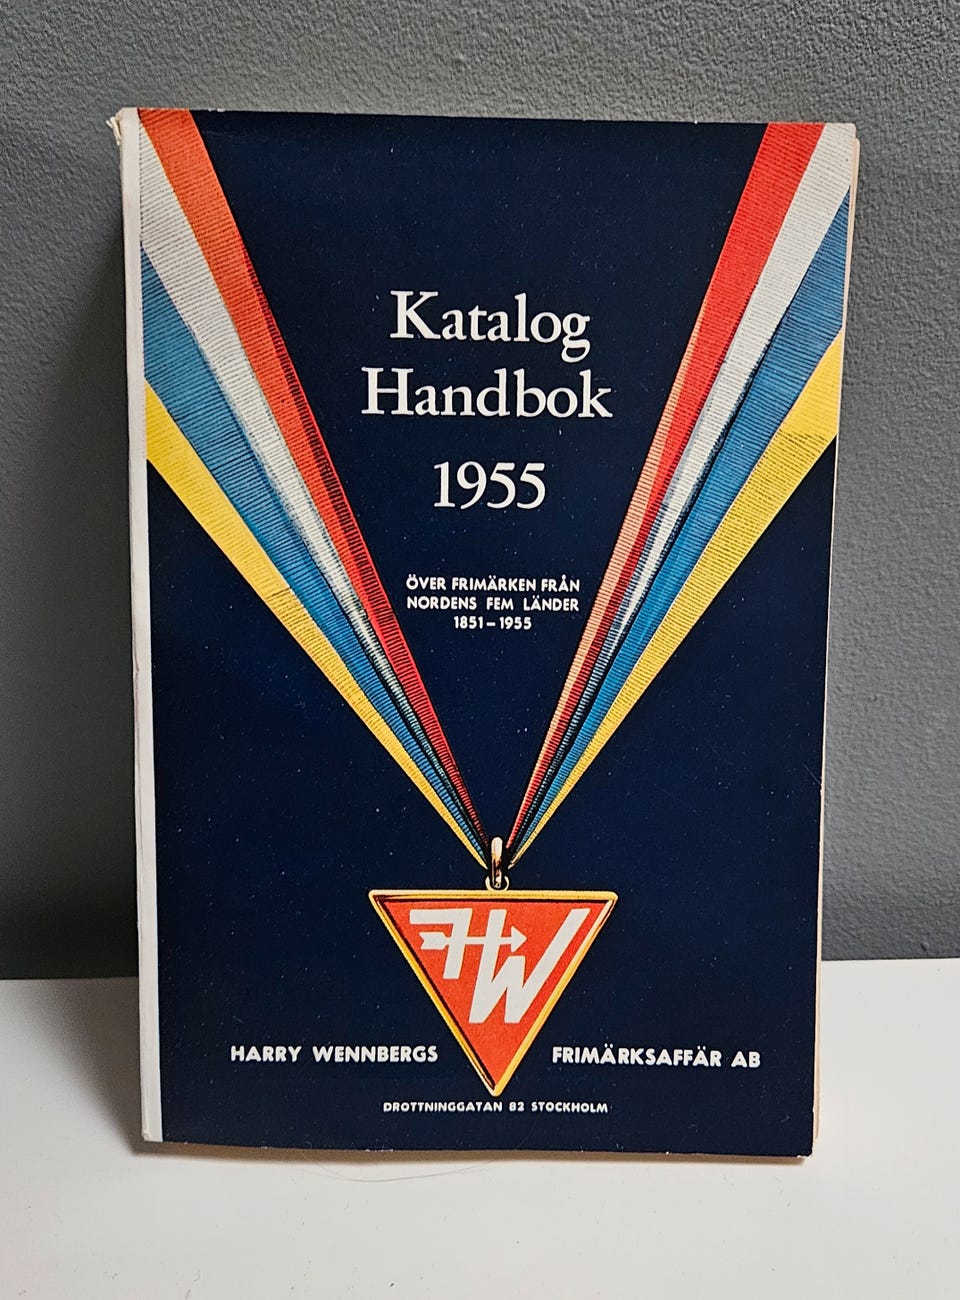 Katalog
Handbok
1955
ÖVER FRIMÄRKEN FRÅN
NORDENS FEM LÄNDER
1851-1955
HW
HARRY WENNBERGS FRIMÄRKSAFFÄR AB
DROTTNINGGATAN 82 STOCKHOLM